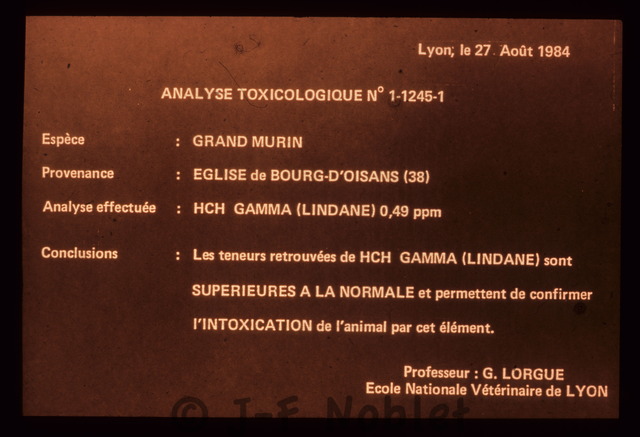 Lyon, le 27 Août 1984
ANALYSE TOXICOLOGIQUE N° 1-1245-1
Espèce : GRAND MURIN
Provenance : EGLISE de BOURG-D'OISANS (38)
Analyse effectuée : HCH GAMMA (LINDANE) 0,49 ppm
Conclusions : Les teneurs retrouvées de HCH GAMMA (LINDANE) sont
SUPERIEURES A LA NORMALE et permettent de confirmer
l'INTOXICATION de l'animal par cet élément.
Professeur : G. LORGUE
Ecole Nationale Vétérinaire de LYON
© J-F Noblet